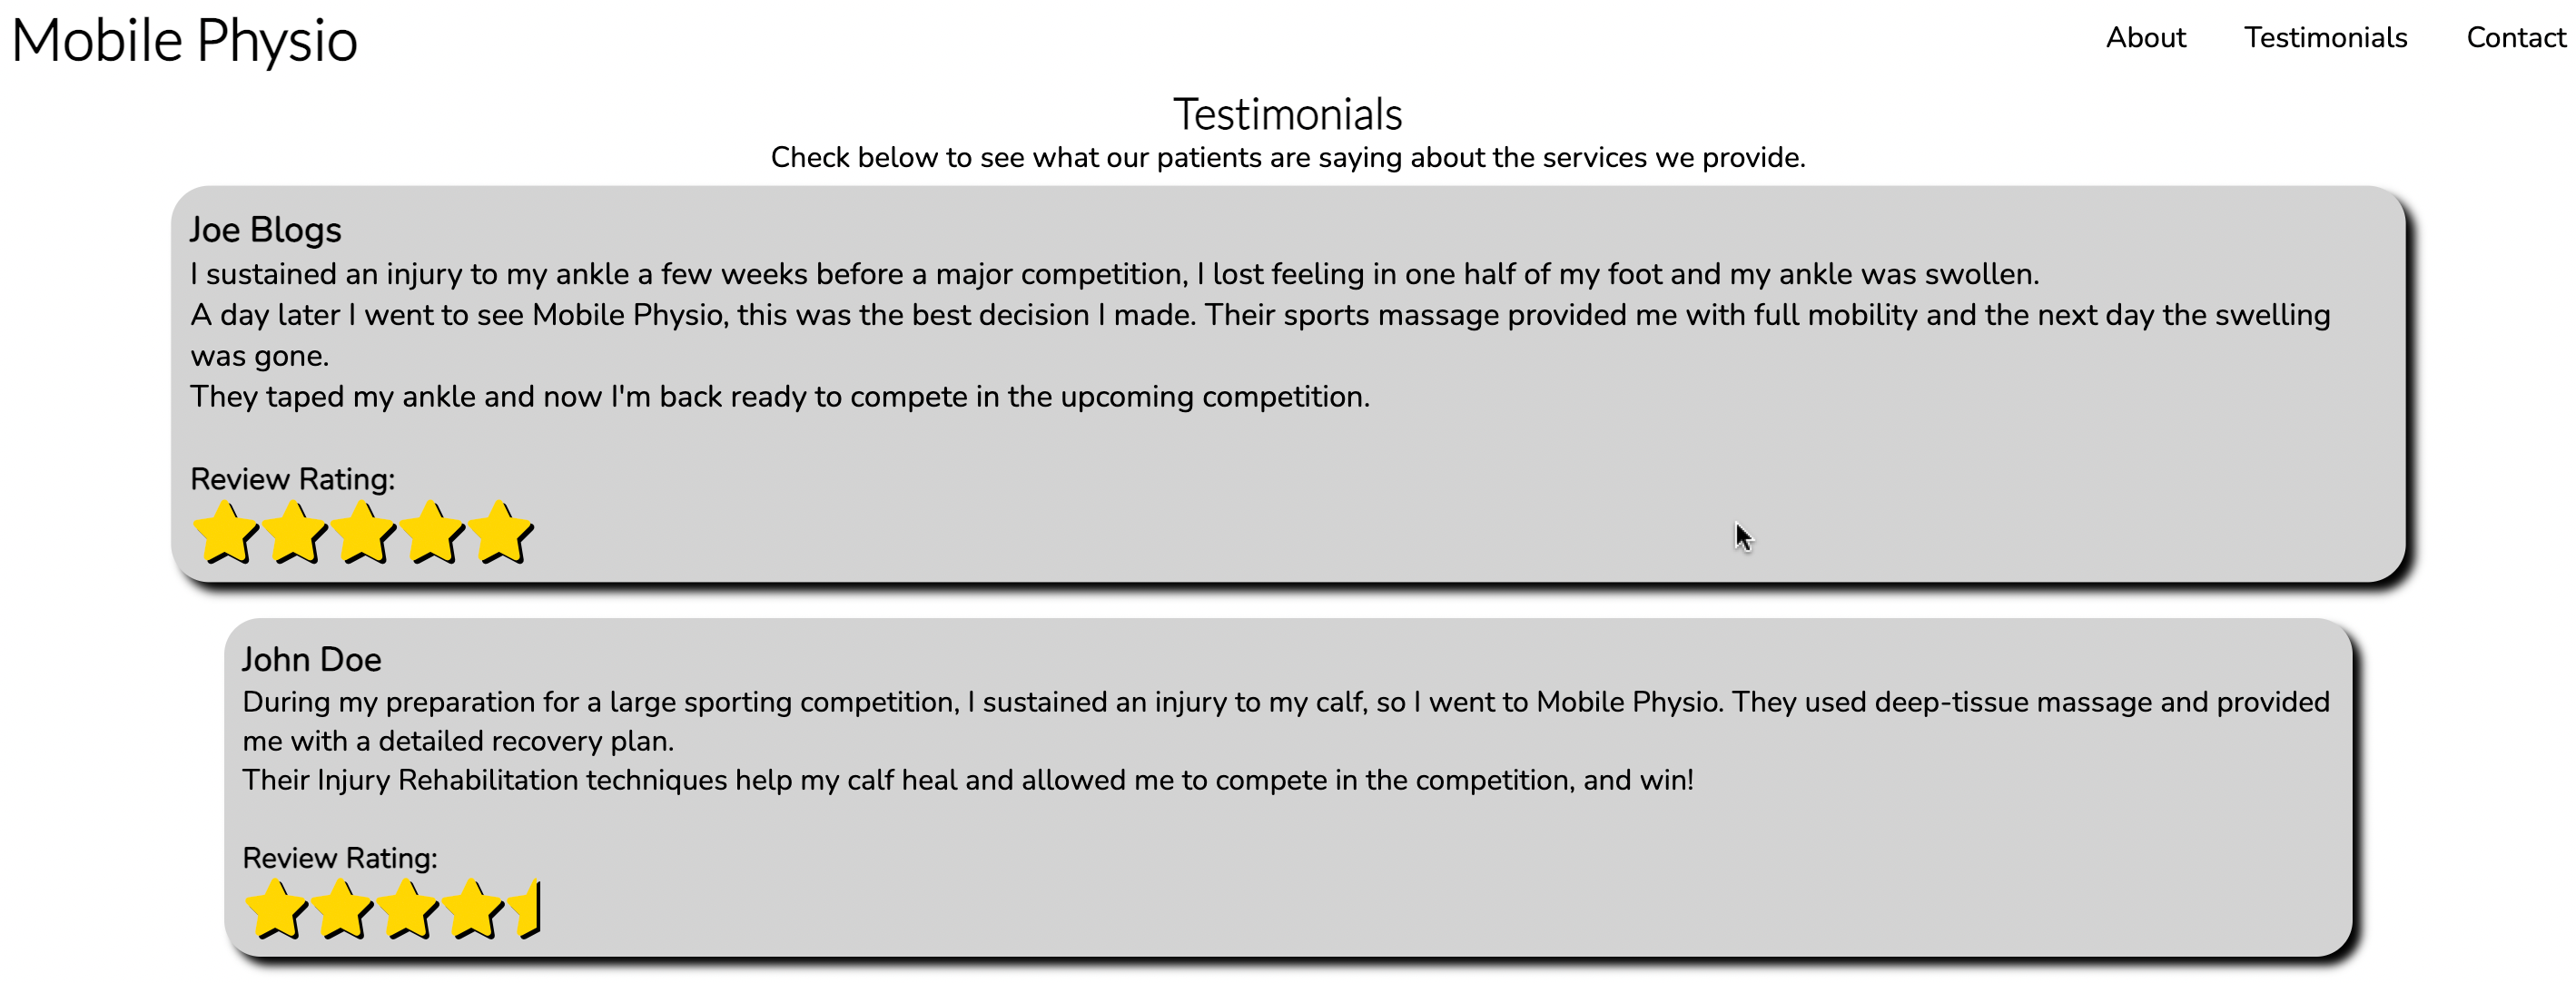 Mobile Physio
About Testimonials Contact
Testimonials
Check below to see what our patients are saying about the services we provide.
Joe Blogs
I sustained an injury to my ankle a few weeks before a major competition, I lost feeling in one half of my foot and my ankle was swollen.
A day later I went to see Mobile Physio, this was the best decision I made. Their sports massage provided me with full mobility and the next day the swelling
was gone.
They taped my ankle and now I'm back ready to compete in the upcoming competition.
Review Rating:
John Doe
During my preparation for a large sporting competition, I sustained an injury to my calf, so I went to Mobile Physio. They used deep-tissue massage and provided
me with a detailed recovery plan.
Their Injury Rehabilitation techniques help my calf heal and allowed me to compete in the competition, and win!
Review Rating: